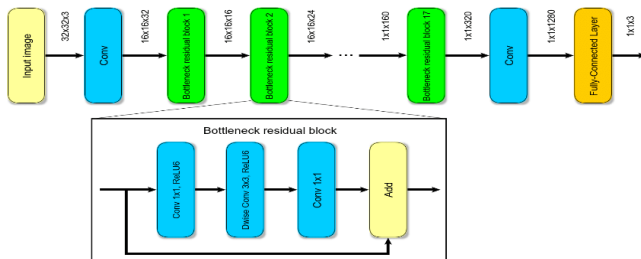 Input image
32x32x3
Conv
16x16x32
Bottleneck residual block 1
16x16x16
Bottleneck residual block 2
16x16x24
...
1x1x160
Bottleneck residual block 17
1x1x320
Conv
1x1x1280
Fully-Connected Layer
1x1x3
Bottleneck residual block
Conv 1x1, ReLU6
Dwise Conv 3x3, ReLU6
Conv 1x1
Add